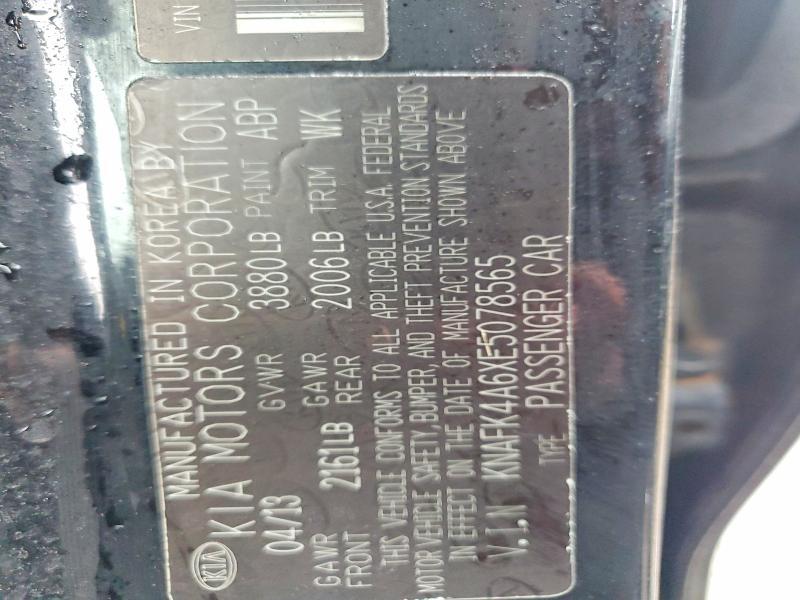 VIN
MANUFACTURED IN KOREA BY
KIA KIA MOTORS CORPORATION
04/13 GVWR 3880LB PAINT ABP
GAWR FRONT 2161LB GAWR REAR 2006LB TRIM WK
THIS VEHICLE CONFORMS TO ALL APPLICABLE U.S.A. FEDERAL
MOTOR VEHICLE SAFETY, BUMPER, AND THEFT PREVENTION STANDARDS
IN EFFECT ON THE DATE OF MANUFACTURE SHOWN ABOVE
V.I.N KNAFK4A6XE5078565
TYPE: PASSENGER CAR